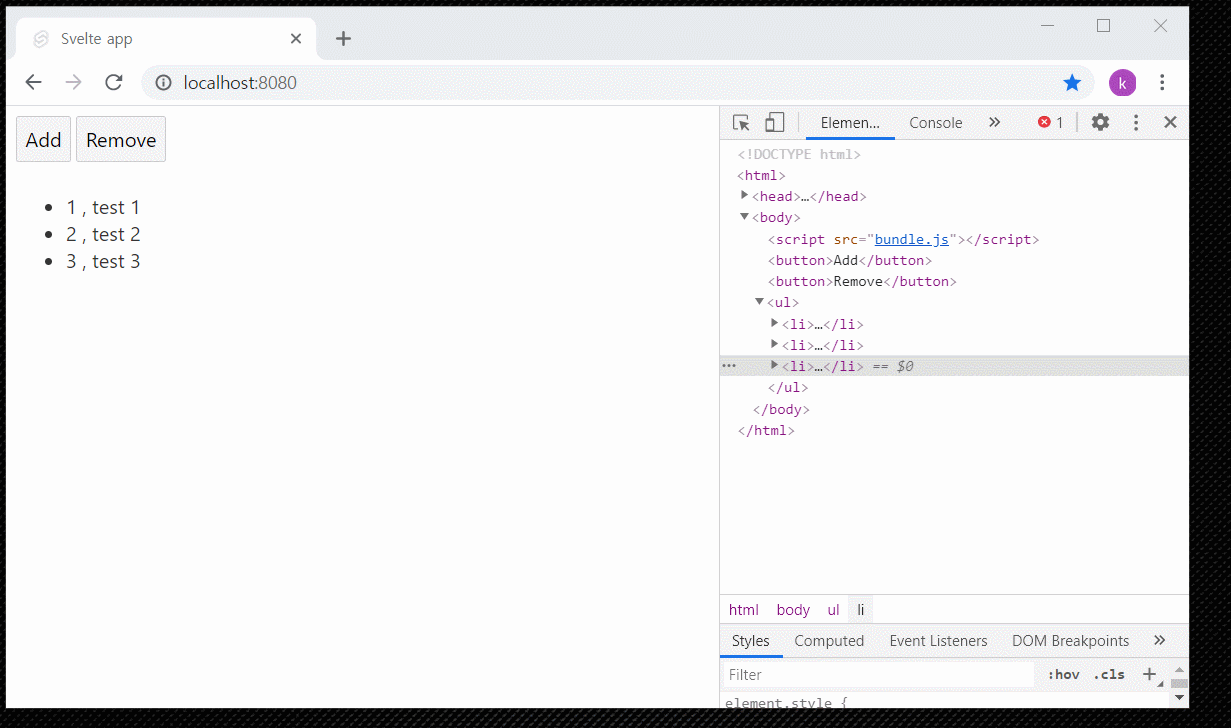 Svelte app
localhost:8080
k
Add Remove
1 , test 1
2 , test 2
3 , test 3
Elemen... Console » 1
<!DOCTYPE html>
<html>
<head>…</head>
<body>
<script src="bundle.js"></script>
<button>Add</button>
<button>Remove</button>
<ul>
<li>…</li>
<li>…</li>
<li>…</li> == $0
</ul>
</body>
</html>
html body ul li
Styles Computed Event Listeners DOM Breakpoints »
Filter :hov .cls +
element.style {